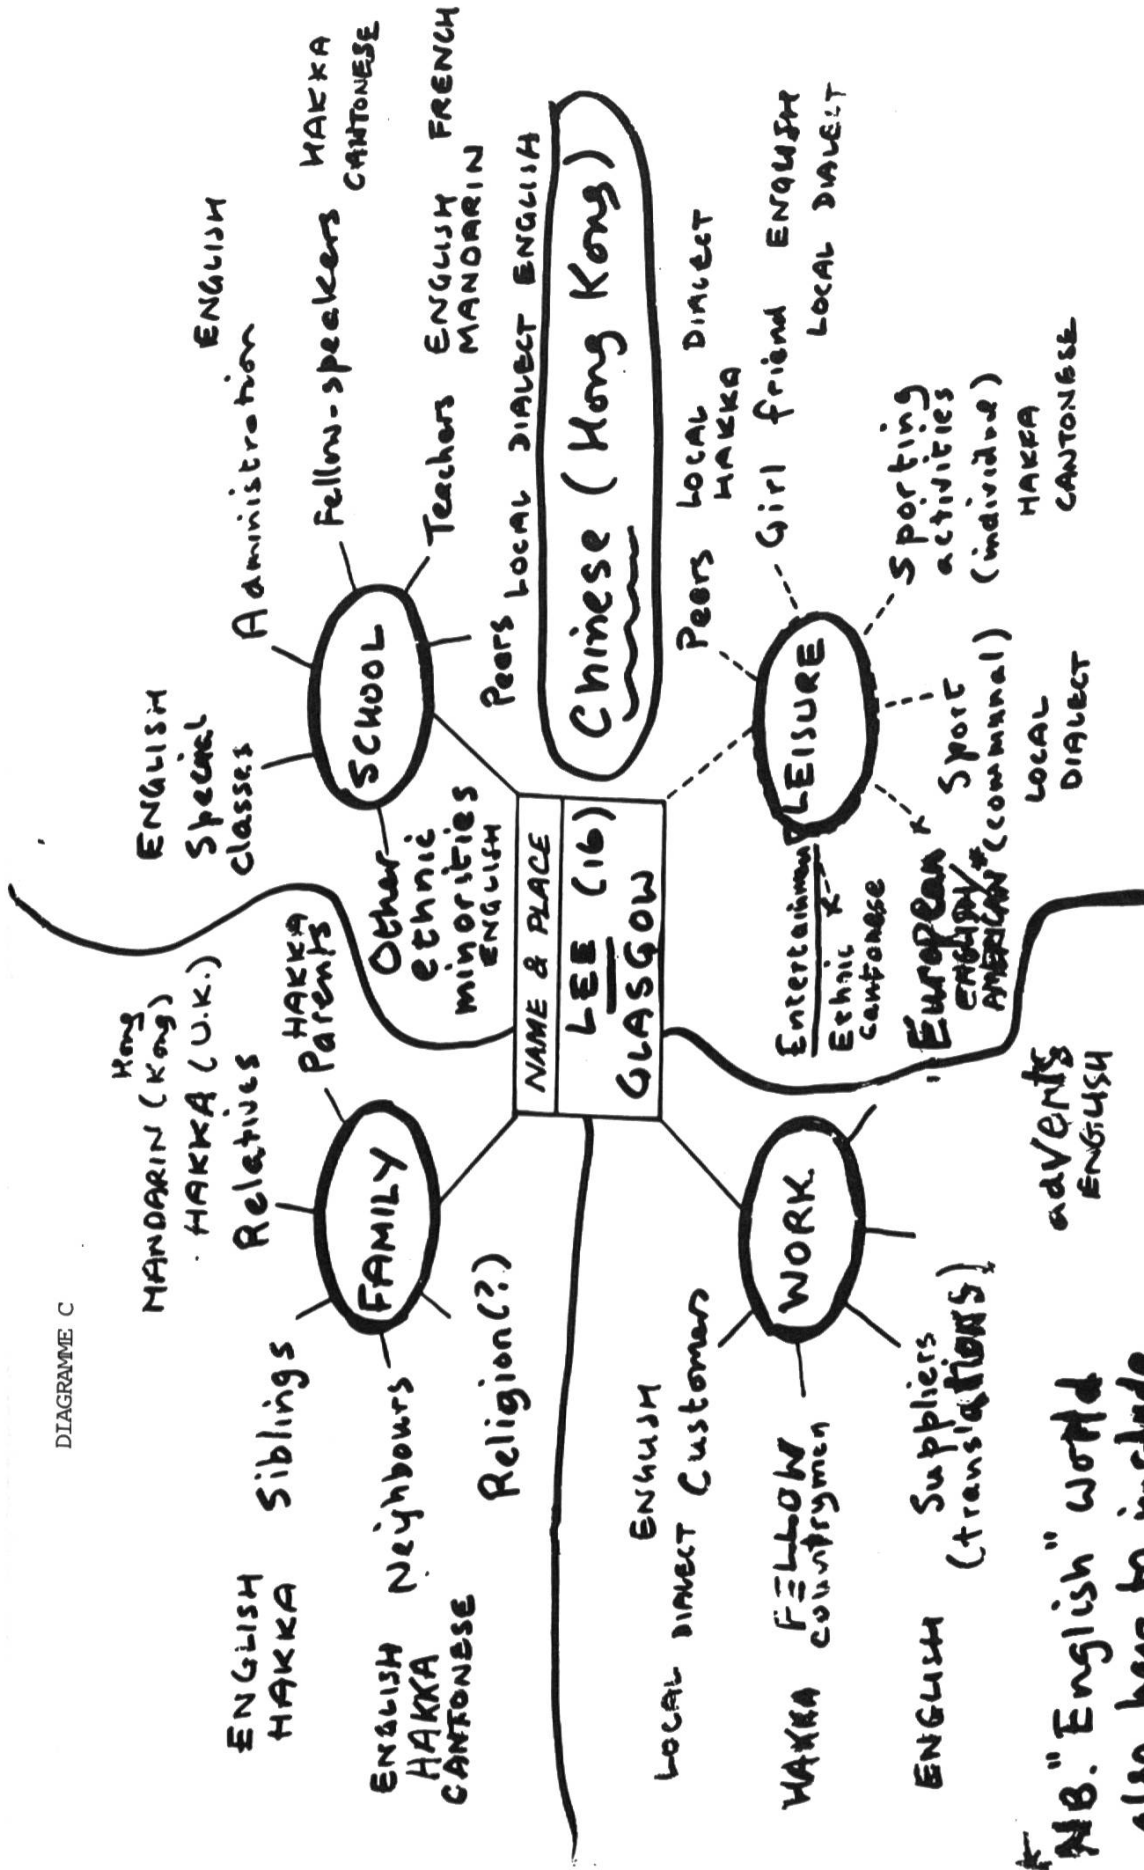 DIAGRAMME C
MANDARIN (Hong Kong)
HAKKA (U.K.)
Relatives
HAKKA
Parents
Siblings
ENGLISH
HAKKA
FAMILY
Neighbours
ENGLISH
HAKKA
CANTONESE
Religion (?)
ENGLISH
Special
classes
Administration
ENGLISH
SCHOOL
Fellow-speakers
HAKKA
CANTONESE
Teachers
ENGLISH FRENCH
MANDARIN
Peers
LOCAL DIALECT ENGLISH
Other
ethnic
minorities
ENGLISH
NAME & PLACE
LEE (16)
GLASGOW
Chinese (Hong Kong)
ENGLISH
LOCAL DIALECT
Customers
WORK
HAKKA
FELLOW
countrymen
ENGLISH
Suppliers
(translations)
adverts
ENGLISH
LEISURE
Peers
LOCAL DIALECT
HAKKA
Girl friend
ENGLISH
LOCAL DIALECT
Sporting
activities
HAKKA
CANTONESE
Sport
(communal)
LOCAL
DIALECT
Entertainment
Ethnic
Cantonese
European
ENGLISH/
AMERICAN*
* NB. "English" world
also has to include